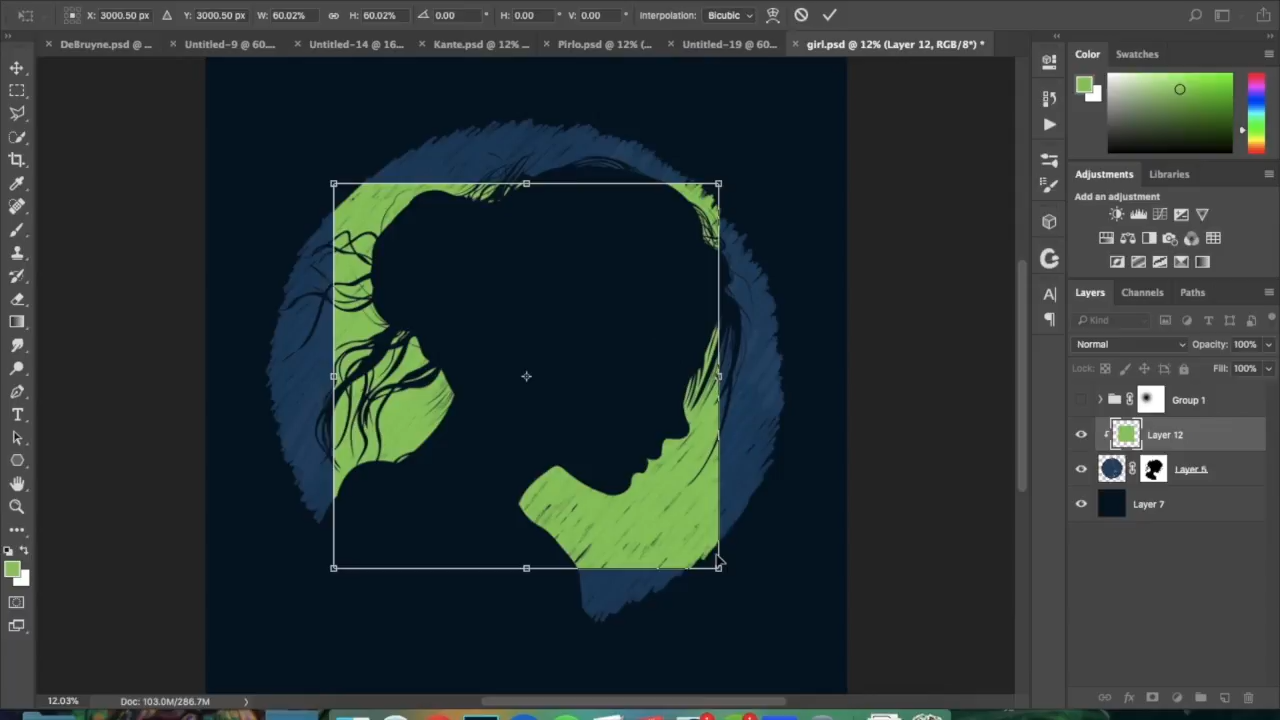 X: 3000.50 px Y: 3000.50 px W: 60.02% H: 60.02% 0.00 ° H: 0.00 ° V: 0.00 ° Interpolation: Bicubic
DeBruyne.psd @ ... Untitled-9 @ 60.... Untitled-14 @ 16... Kante.psd @ 12% ... Pirlo.psd @ 12% (... Untitled-19 @ 60... girl.psd @ 12% (Layer 12, RGB/8*) *
Color Swatches
Adjustments Libraries
Add an adjustment
Layers Channels Paths
Kind
Normal Opacity: 100%
Lock: Fill: 100%
Group 1
Layer 12
Layer 6
Layer 7
12.03% Doc: 103.0M/286.7M